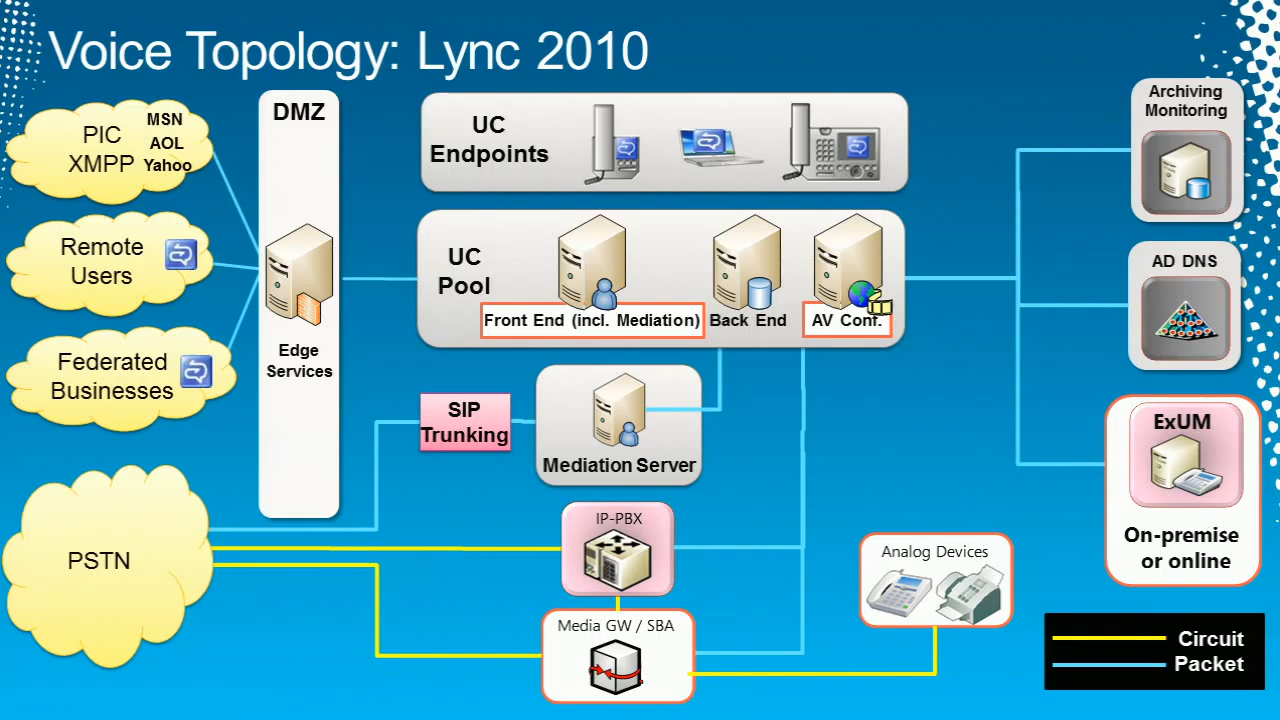 Voice Topology: Lync 2010
PIC
XMPP
MSN
AOL
Yahoo
Remote
Users
Federated
Businesses
PSTN
DMZ
Edge
Services
UC
Endpoints
UC
Pool
Front End (incl. Mediation)
Back End
AV Conf.
SIP
Trunking
Mediation Server
IP-PBX
Media GW / SBA
Analog Devices
Archiving
Monitoring
AD DNS
ExUM
On-premise
or online
Circuit
Packet